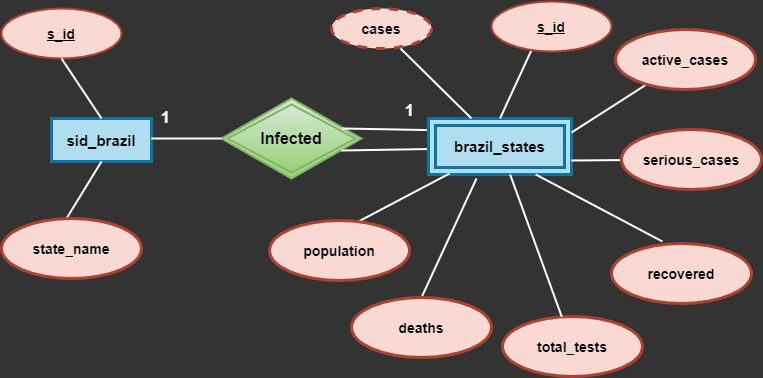 cases
s_id
s_id
active_cases
1
1
sid_brazil
Infected
brazil_states
serious_cases
state_name
population
recovered
deaths
total_tests